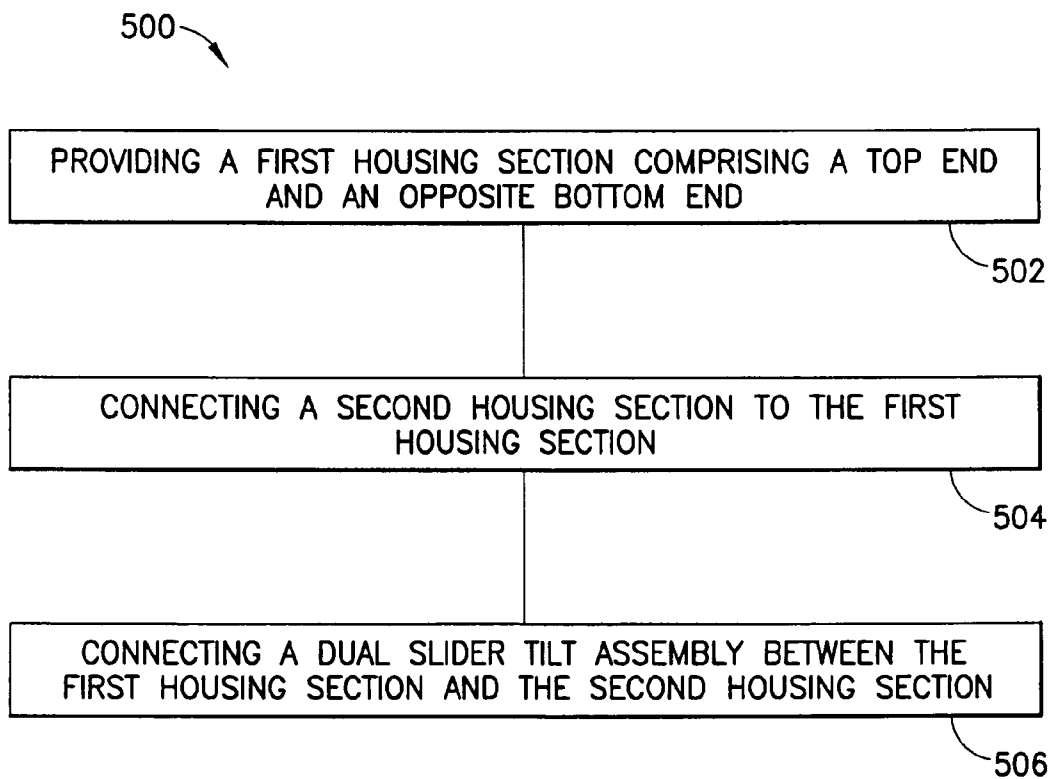 500
PROVIDING A FIRST HOUSING SECTION COMPRISING A TOP END
AND AN OPPOSITE BOTTOM END
502
CONNECTING A SECOND HOUSING SECTION TO THE FIRST
HOUSING SECTION
504
CONNECTING A DUAL SLIDER TILT ASSEMBLY BETWEEN THE
FIRST HOUSING SECTION AND THE SECOND HOUSING SECTION
506